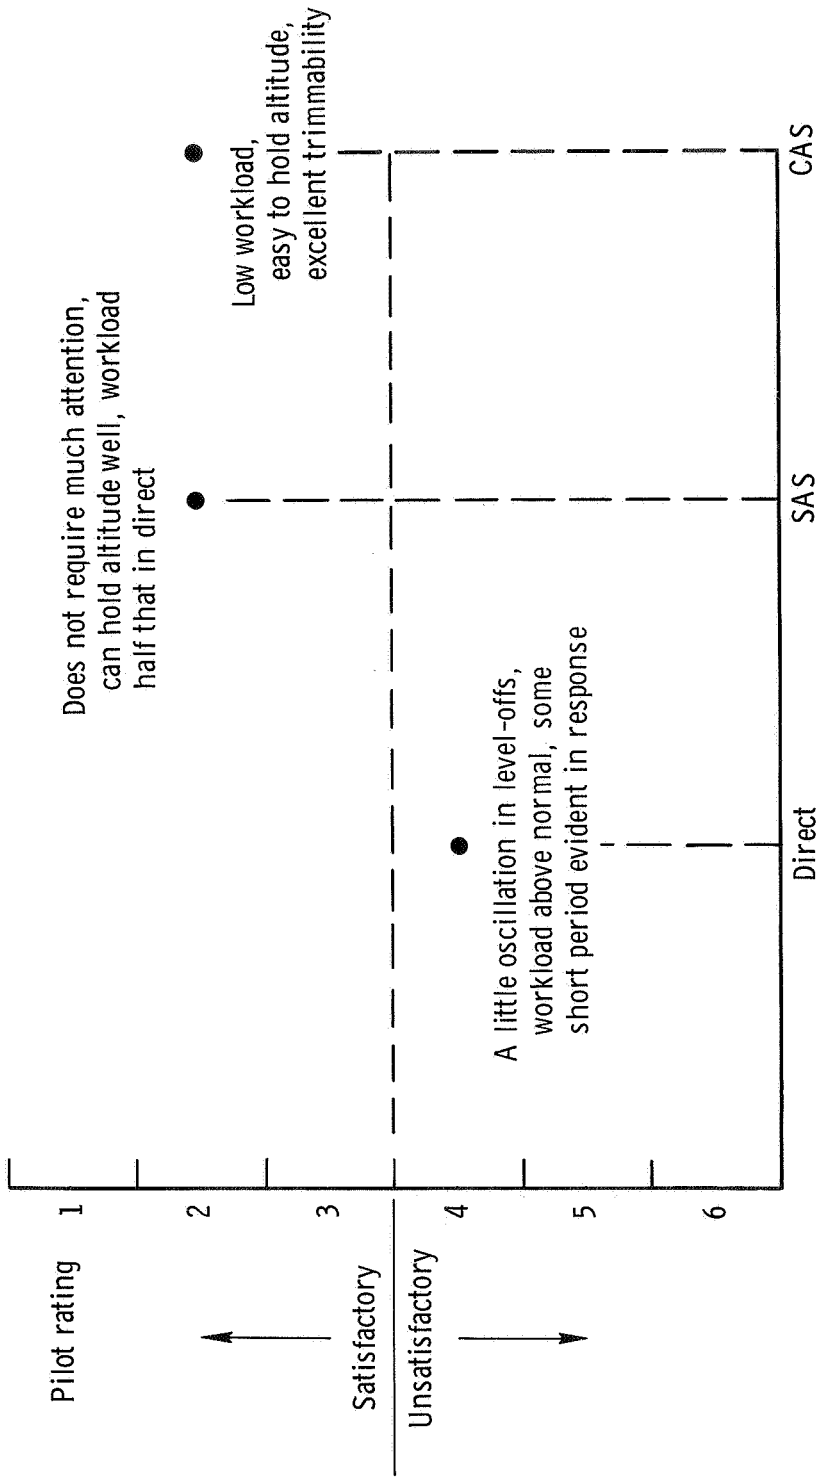 Pilot rating
1
2
3
4
5
6
Satisfactory
Unsatisfactory
Does not require much attention,
can hold altitude well, workload
half that in direct
Low workload,
easy to hold altitude,
excellent trimmability
A little oscillation in level-offs,
workload above normal, some
short period evident in response
Direct
SAS
CAS